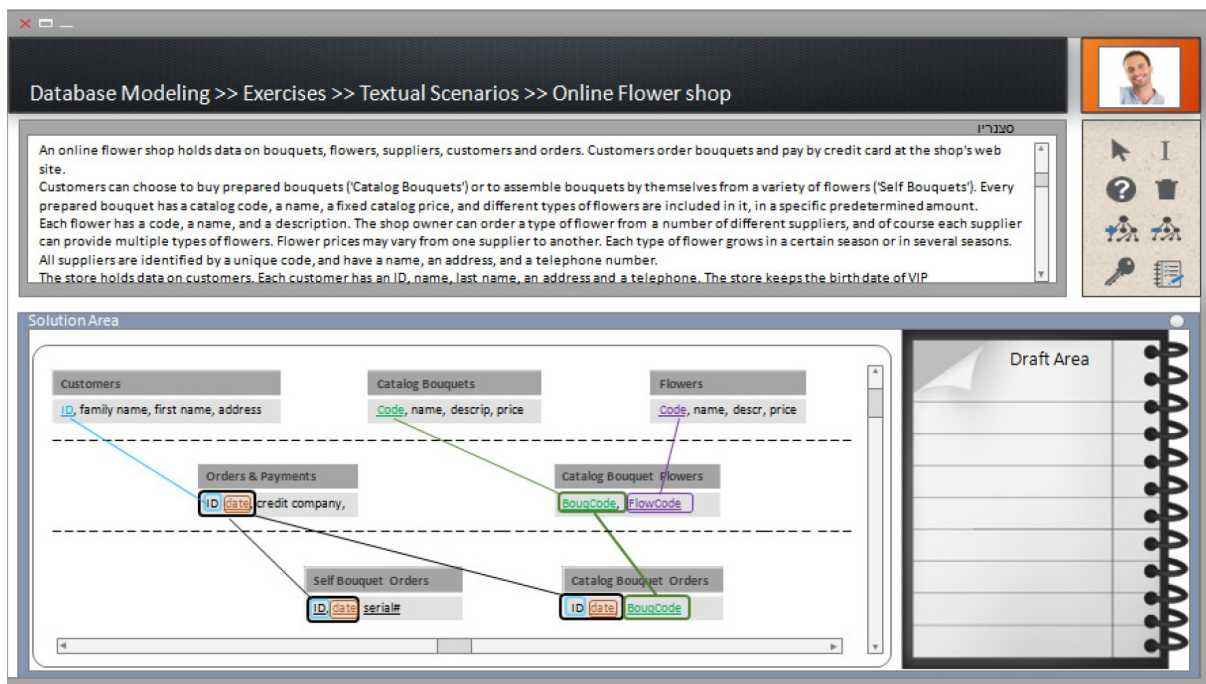 Database Modeling >> Exercises >> Textual Scenarios >> Online Flower shop
סצנריו
An online flower shop holds data on bouquets, flowers, suppliers, customers and orders. Customers order bouquets and pay by credit card at the shop's web
site.
Customers can choose to buy prepared bouquets ('Catalog Bouquets') or to assemble bouquets by themselves from a variety of flowers ('Self Bouquets'). Every
prepared bouquet has a catalog code, a name, a fixed catalog price, and different types of flowers are included in it, in a specific predetermined amount.
Each flower has a code, a name, and a description. The shop owner can order a type of flower from a number of different suppliers, and of course each supplier
can provide multiple types of flowers. Flower prices may vary from one supplier to another. Each type of flower grows in a certain season or in several seasons.
All suppliers are identified by a unique code, and have a name, an address, and a telephone number.
The store holds data on customers. Each customer has an ID, name, last name, an address and a telephone. The store keeps the birth date of VIP
Solution Area
Draft Area
Customers
ID, family name, first name, address
Catalog Bouquets
Code, name, descrip, price
Flowers
Code, name, descr, price
Orders & Payments
ID date, credit company,
Catalog Bouquet Flowers
BouqCode, FlowCode
Self Bouquet Orders
ID, date serial#
Catalog Bouquet Orders
ID date BouqCode